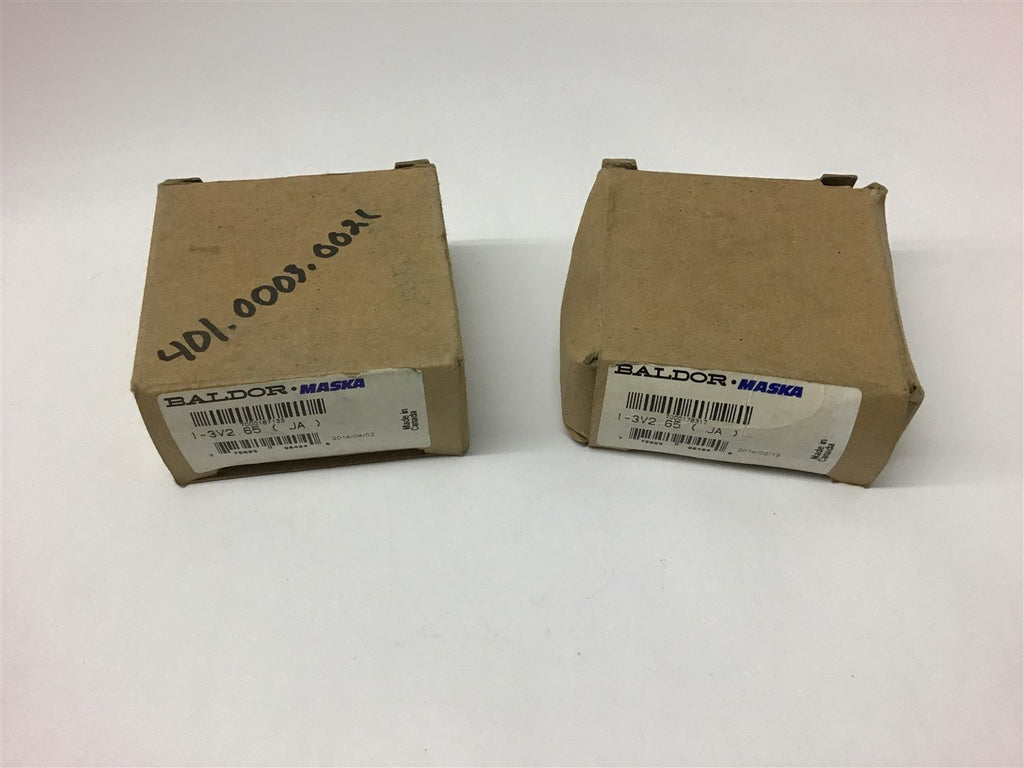 401.0003.0021
BALDOR • MASKA
1-3V2 65 ( JA )
2014/04/02
Made in
Canada
BALDOR • MASKA
1-3V2 65 ( JA )
Made in
Canada